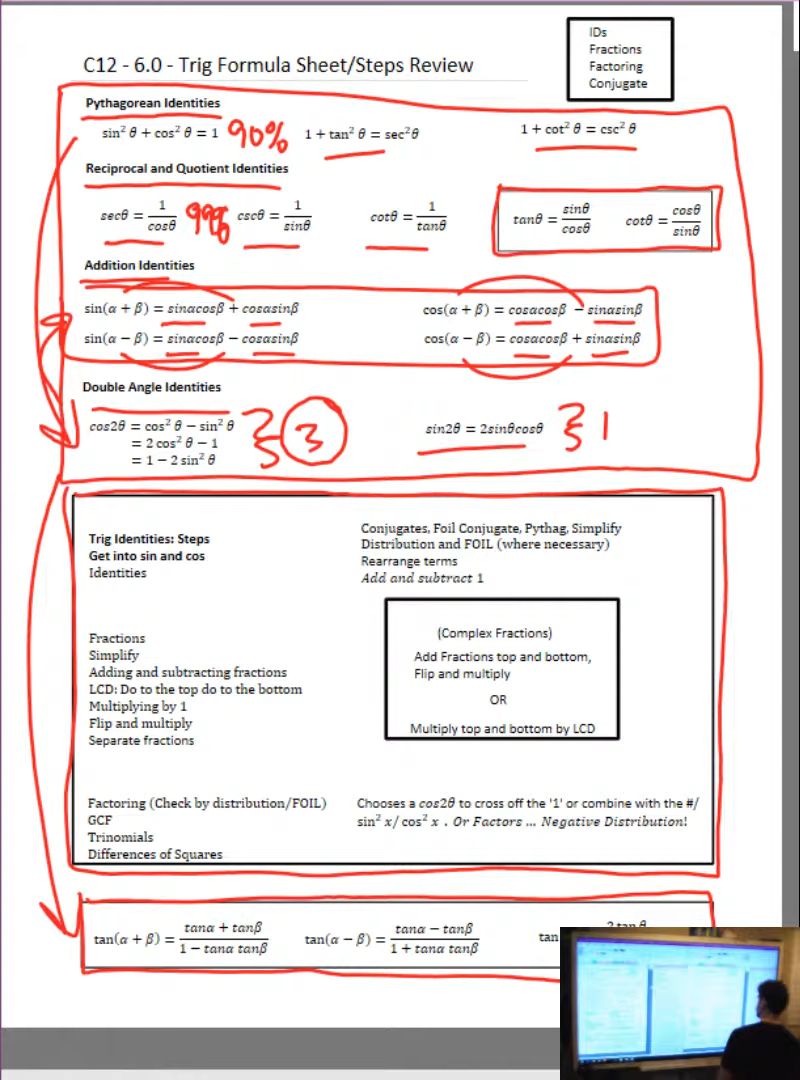 IDs
Fractions
Factoring
Conjugate
C12 - 6.0 - Trig Formula Sheet/Steps Review
Pythagorean Identities
sin² θ + cos² θ = 1 90% 1 + tan² θ = sec² θ 1 + cot² θ = csc² θ
Reciprocal and Quotient Identities
secθ = 1/cosθ 99% cscθ = 1/sinθ cotθ = 1/tanθ tanθ = sinθ/cosθ cotθ = cosθ/sinθ
Addition Identities
sin(α + β) = sinαcosβ + cosαsinβ cos(α + β) = cosαcosβ − sinαsinβ
sin(α − β) = sinαcosβ − cosαsinβ cos(α − β) = cosαcosβ + sinαsinβ
Double Angle Identities
cos2θ = cos² θ − sin² θ
= 2 cos² θ − 1 3 sin2θ = 2sinθcosθ 1
= 1 − 2 sin² θ
Trig Identities: Steps
Get into sin and cos
Identities
Conjugates, Foil Conjugate, Pythag, Simplify
Distribution and FOIL (where necessary)
Rearrange terms
Add and subtract 1
Fractions
Simplify
Adding and subtracting fractions
LCD: Do to the top do to the bottom
Multiplying by 1
Flip and multiply
Separate fractions
(Complex Fractions)
Add Fractions top and bottom,
Flip and multiply
OR
Multiply top and bottom by LCD
Factoring (Check by distribution/FOIL)
GCF
Trinomials
Differences of Squares
Chooses a cos2θ to cross off the '1' or combine with the #/
sin² x/ cos² x . Or Factors ... Negative Distribution!
tan(α + β) = tanα + tanβ/1 − tanα tanβ tan(α − β) = tanα − tanβ/1 + tanα tanβ tan